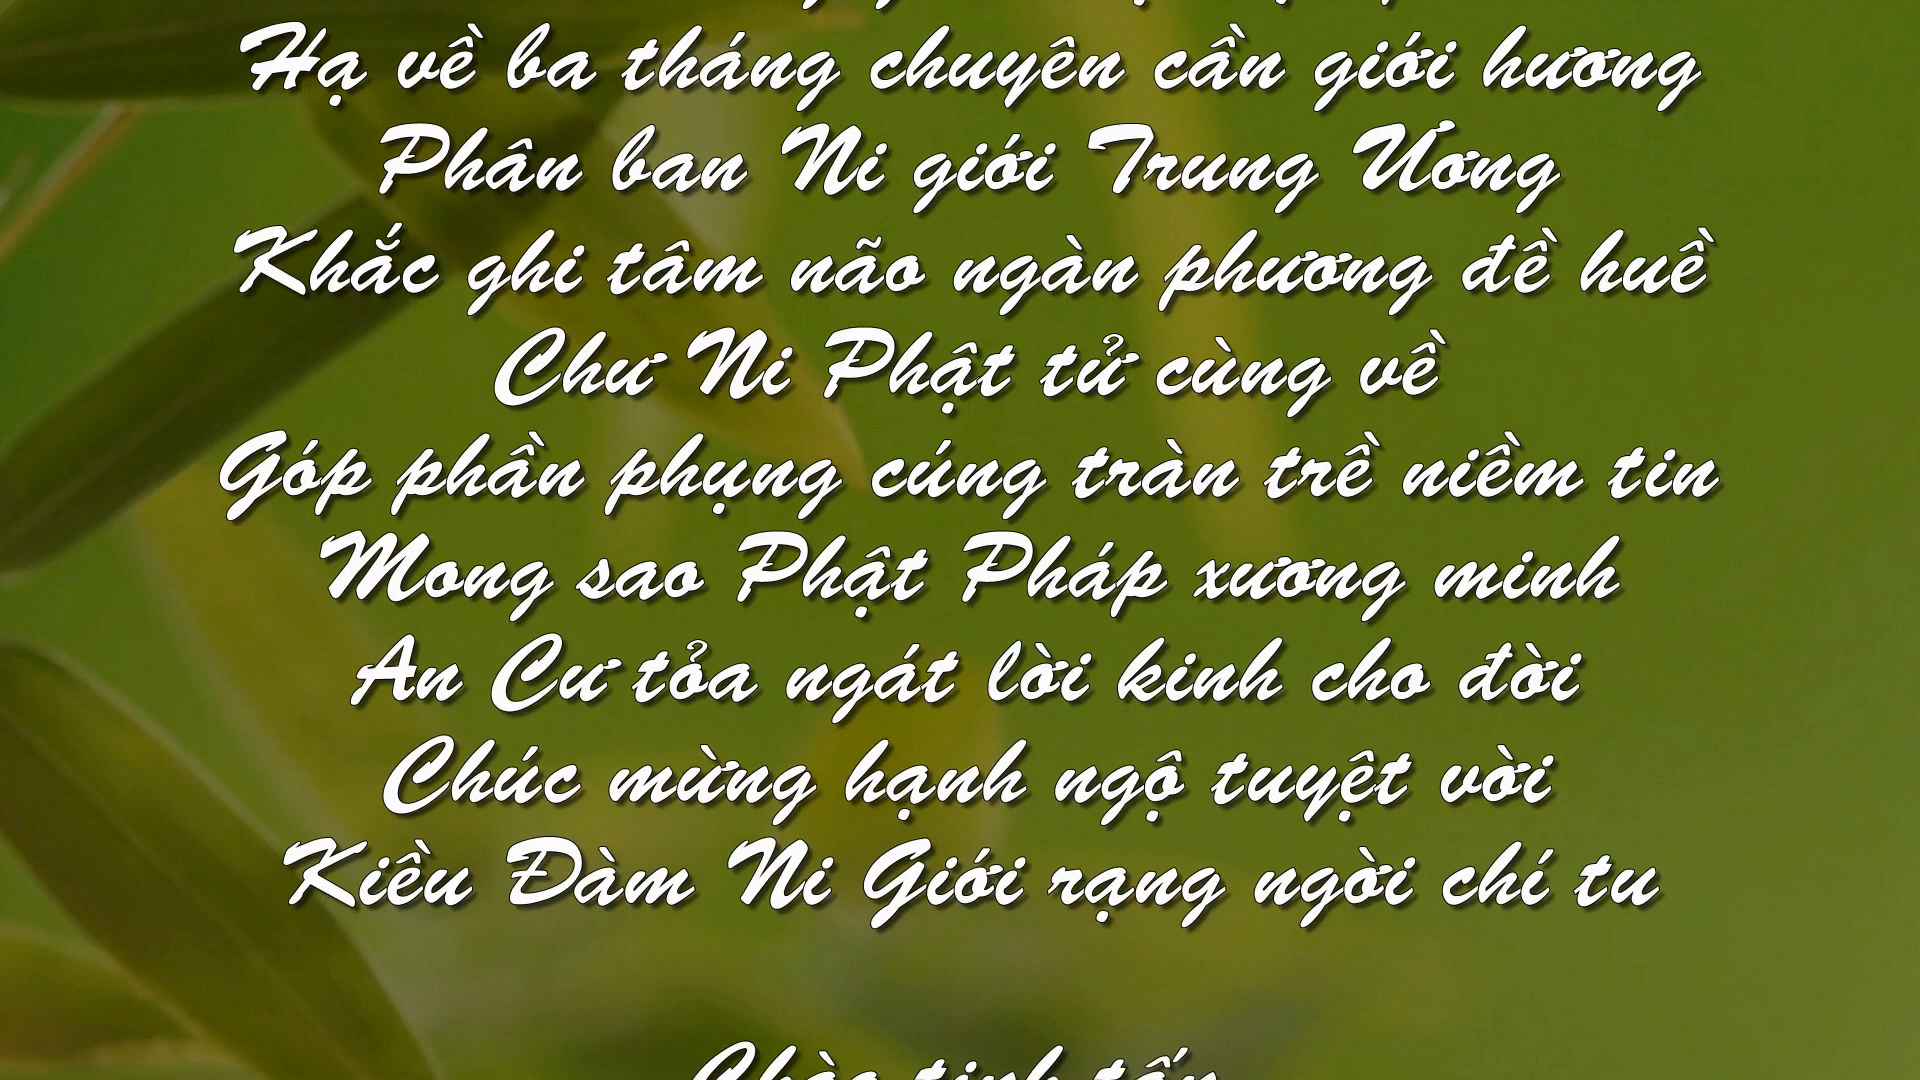 Hạ về ba tháng chuyên cần giới hương
Phân ban Ni giới Trung Ương
Khắc ghi tâm não ngàn phương đề huề
Chư Ni Phật tử cùng về
Góp phần phụng cúng tràn trề niềm tin
Mong sao Phật Pháp xương minh
An Cư tỏa ngát lời kinh cho đời
Chúc mừng hạnh ngộ tuyệt vời
Kiều Đàm Ni Giới rạng ngời chí tu